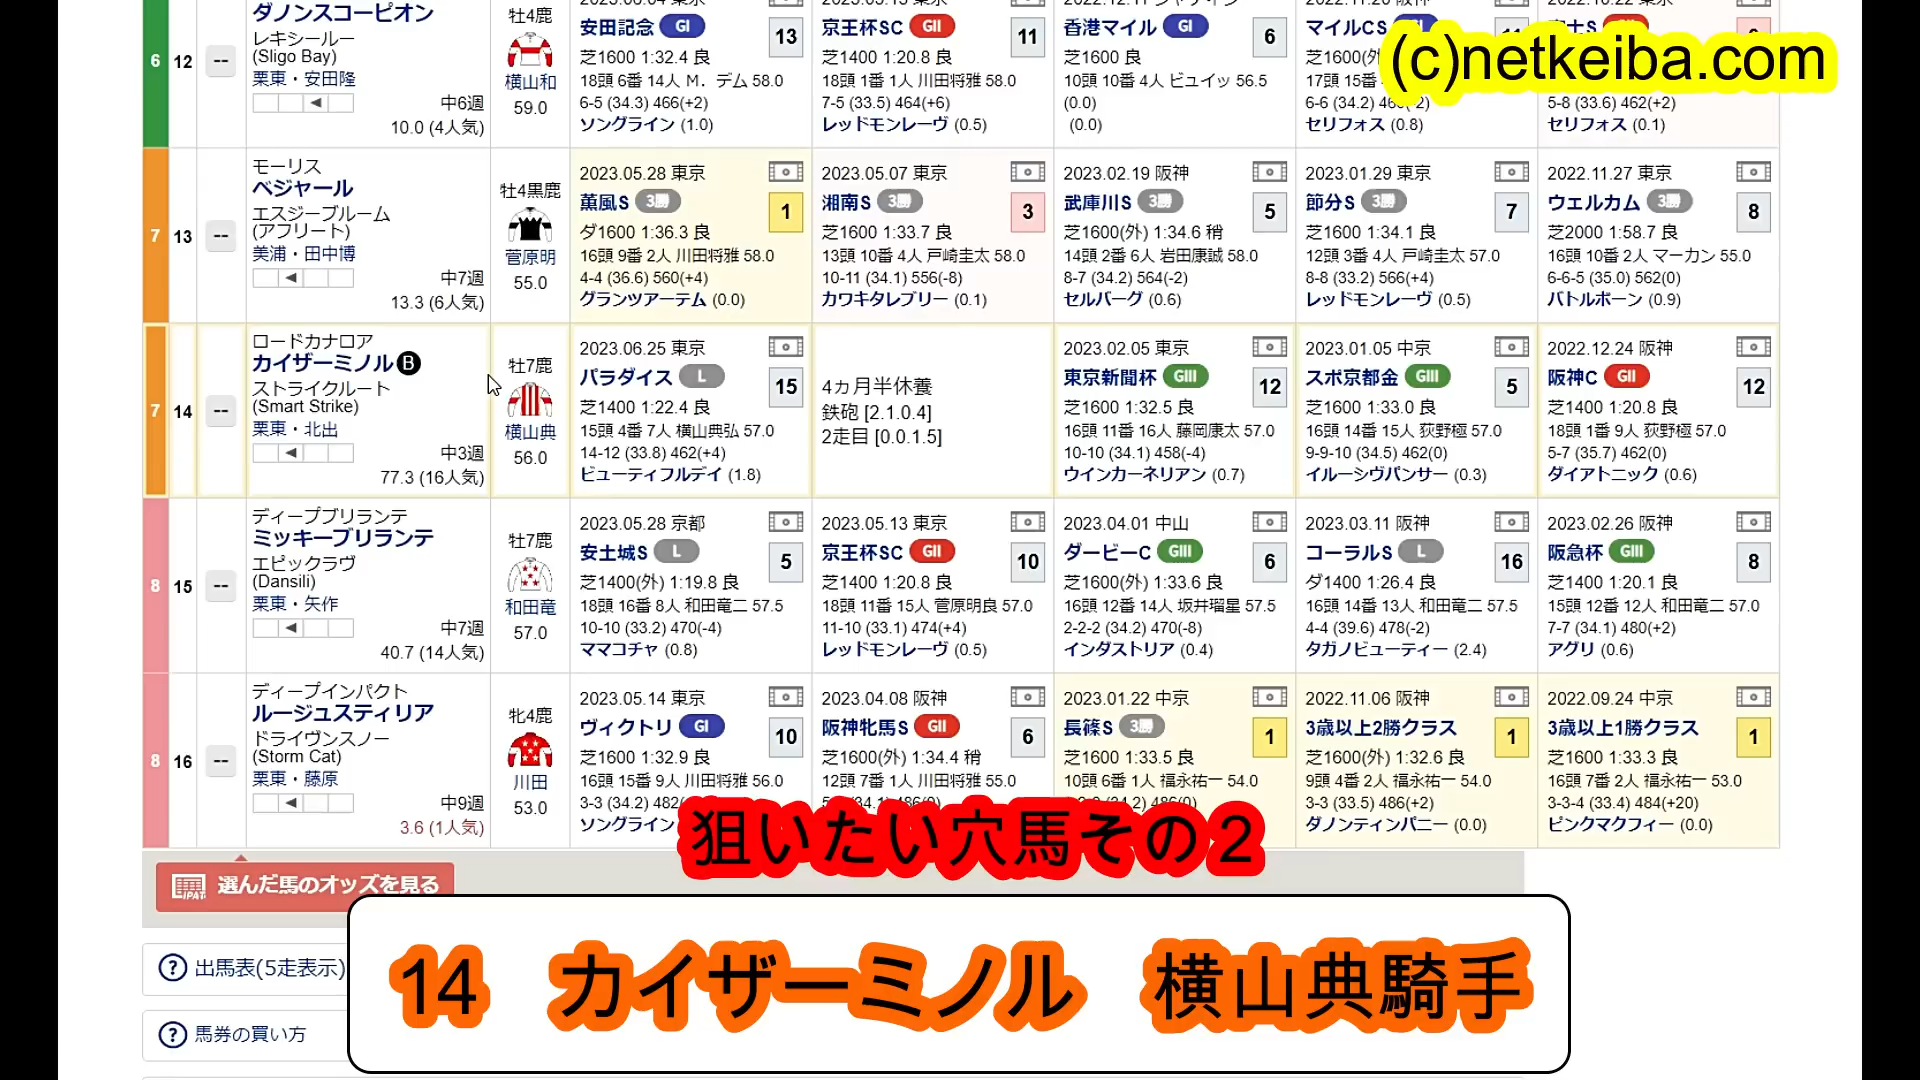 (c)netkeiba.com
6 12 --
ダノンスコーピオン
レキシールー
(Sligo Bay)
栗東・安田隆
中6週
10.0 (4人気)
牡4鹿
横山和
59.0
安田記念 GI 13
芝1600 1:32.4 良
18頭 6番 14人 M．デム 58.0
6-5 (34.3) 466(+2)
ソングライン (1.0)
京王杯SC GII 11
芝1400 1:20.8 良
18頭 1番 1人 川田将雅 58.0
7-5 (33.5) 464(+6)
レッドモンレーヴ (0.5)
香港マイル GI 6
芝1600 良
10頭 10番 4人 ビュイッ 56.5
(0.0)
(0.0)
マイルCS
芝1600(外)
17頭 15番
6-6 (34.2)
セリフォス (0.8)
5-8 (33.6) 462(+2)
セリフォス (0.1)
7 13 --
モーリス
ベジャール
エスジーブルーム
(アフリート)
美浦・田中博
中7週
13.3 (6人気)
牡4黒鹿
菅原明
55.0
2023.05.28 東京
薫風S 3勝 1
ダ1600 1:36.3 良
16頭 9番 2人 川田将雅 58.0
4-4 (36.6) 560(+4)
グランツアーテム (0.0)
2023.05.07 東京
湘南S 3勝 3
芝1600 1:33.7 良
13頭 10番 4人 戸崎圭太 58.0
10-11 (34.1) 556(-8)
カワキタレブリー (0.1)
2023.02.19 阪神
武庫川S 3勝 5
芝1600(外) 1:34.6 稍
14頭 2番 6人 岩田康誠 58.0
8-7 (34.2) 564(-2)
セルバーグ (0.6)
2023.01.29 東京
節分S 3勝 7
芝1600 1:34.1 良
12頭 3番 4人 戸崎圭太 57.0
8-8 (33.2) 566(+4)
レッドモンレーヴ (0.5)
2022.11.27 東京
ウェルカム 3勝 8
芝2000 1:58.7 良
16頭 10番 2人 マーカン 55.0
6-6-5 (35.0) 562(0)
バトルボーン (0.9)
7 14 --
ロードカナロア
カイザーミノル B
ストライクルート
(Smart Strike)
栗東・北出
中3週
77.3 (16人気)
牡7鹿
横山典
56.0
2023.06.25 東京
パラダイス L 15
芝1400 1:22.4 良
15頭 4番 7人 横山典弘 57.0
14-12 (33.8) 462(+4)
ビューティフルデイ (1.8)
4ヵ月半休養
鉄砲 [2.1.0.4]
2走目 [0.0.1.5]
2023.02.05 東京
東京新聞杯 GIII 12
芝1600 1:32.5 良
16頭 11番 16人 藤岡康太 57.0
10-10 (34.1) 458(-4)
ウインカーネリアン (0.7)
2023.01.05 中京
スポ京都金 GIII 5
芝1600 1:33.0 良
16頭 14番 15人 荻野極 57.0
9-9-10 (34.5) 462(0)
イルーシヴパンサー (0.3)
2022.12.24 阪神
阪神C GII 12
芝1400 1:20.8 良
18頭 1番 9人 荻野極 57.0
5-7 (35.7) 462(0)
ダイアトニック (0.6)
8 15 --
ディープブリランテ
ミッキーブリランテ
エピックラヴ
(Dansili)
栗東・矢作
中7週
40.7 (14人気)
牡7鹿
和田竜
57.0
2023.05.28 京都
安土城S L 5
芝1400(外) 1:19.8 良
18頭 16番 8人 和田竜二 57.5
10-10 (33.2) 470(-4)
ママコチャ (0.8)
2023.05.13 東京
京王杯SC GII 10
芝1400 1:20.8 良
18頭 11番 15人 菅原明良 57.0
11-10 (33.1) 474(+4)
レッドモンレーヴ (0.5)
2023.04.01 中山
ダービーC GIII 6
芝1600(外) 1:33.6 良
16頭 12番 14人 坂井瑠星 57.5
2-2-2 (34.2) 470(-8)
インダストリア (0.4)
2023.03.11 阪神
コーラルS L 16
ダ1400 1:26.4 良
16頭 14番 13人 和田竜二 57.5
4-4 (39.6) 478(-2)
タガノビューティー (2.4)
2023.02.26 阪神
阪急杯 GIII 8
芝1400 1:20.1 良
15頭 12番 12人 和田竜二 57.0
7-7 (34.1) 480(+2)
アグリ (0.6)
8 16 --
ディープインパクト
ルージュスティリア
ドライヴンスノー
(Storm Cat)
栗東・藤原
中9週
3.6 (1人気)
牝4鹿
川田
53.0
2023.05.14 東京
ヴィクトリ GI 10
芝1600 1:32.9 良
16頭 15番 9人 川田将雅 56.0
3-3 (34.2)
ソングライン
2023.04.08 阪神
阪神牝馬S GII 6
芝1600(外) 1:34.4 稍
12頭 7番 1人 川田将雅 55.0
2023.01.22 中京
長篠S 3勝 1
芝1600 1:33.5 良
10頭 6番 1人 福永祐一 54.0
2022.11.06 阪神
3歳以上2勝クラス 1
芝1600(外) 1:32.6 良
9頭 4番 2人 福永祐一 54.0
3-3 (33.5) 486(+2)
ダノンティンパニー (0.0)
2022.09.24 中京
3歳以上1勝クラス 1
芝1600 1:33.3 良
16頭 7番 2人 福永祐一 53.0
3-3-4 (33.4) 484(+20)
ピンクマクフィー (0.0)
狙いたい穴馬その２
IPAT 選んだ馬のオッズを見る
? 出馬表(5走表示)
? 馬券の買い方
14 カイザーミノル 横山典騎手